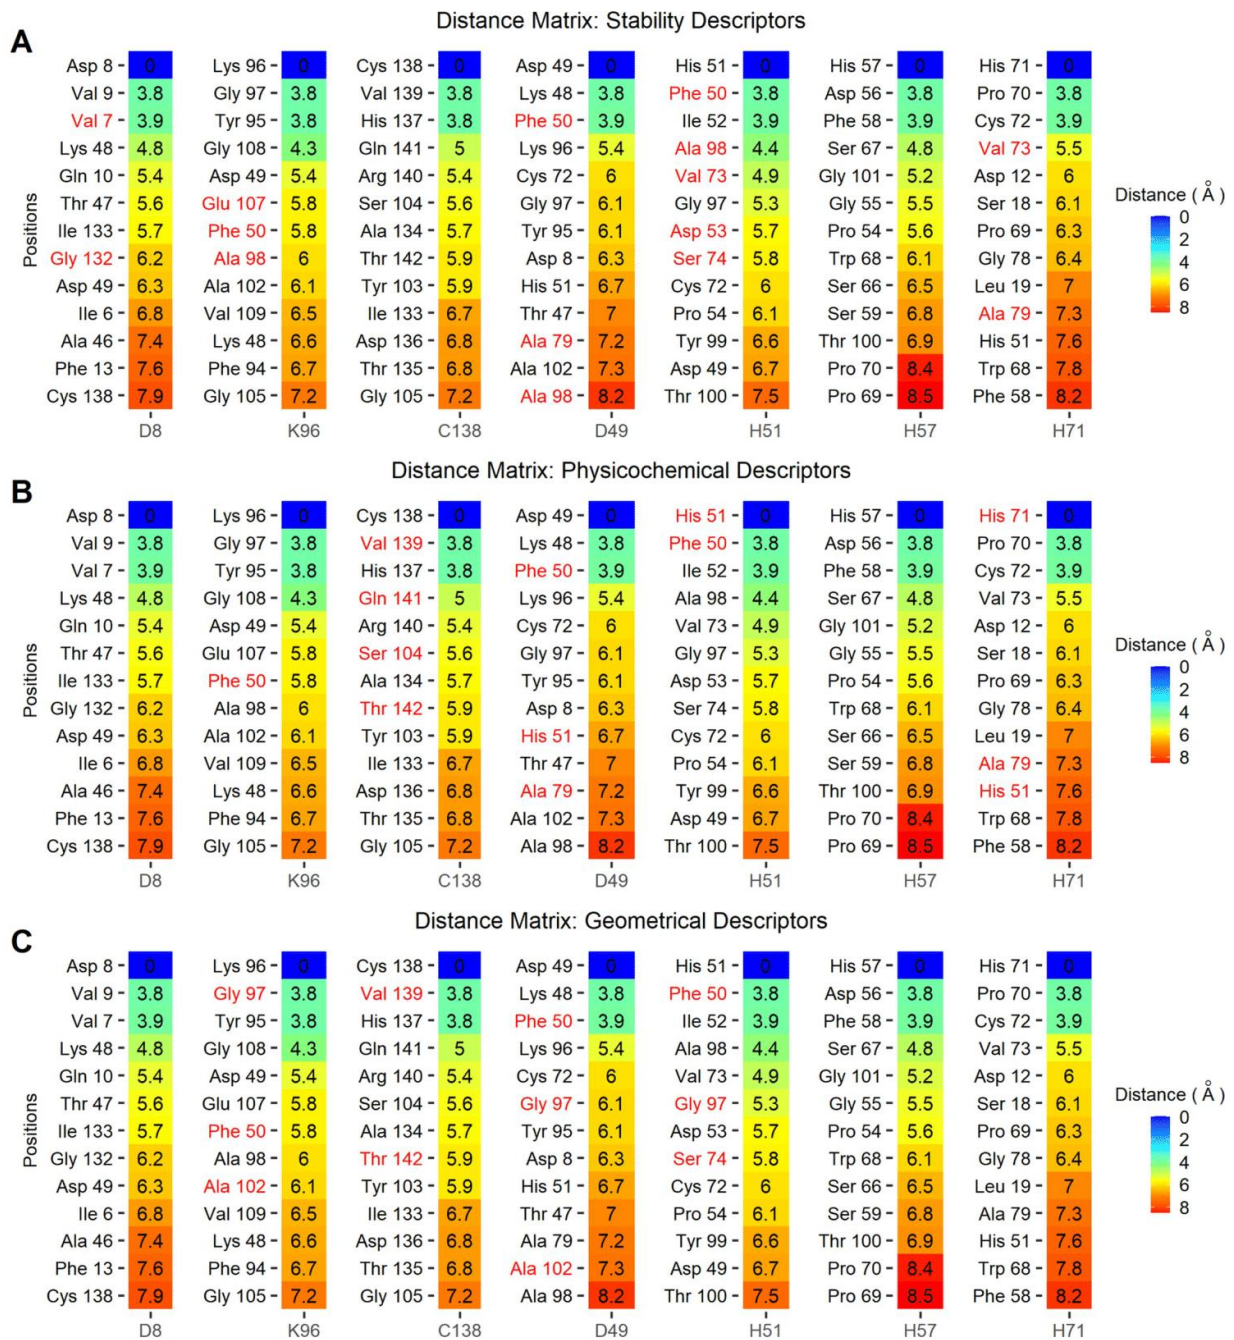 Distance Matrix: Stability Descriptors
A
Asp 8 0 Lys 96 0 Cys 138 0 Asp 49 0 His 51 0 His 57 0 His 71 0
Val 9 3.8 Gly 97 3.8 Val 139 3.8 Lys 48 3.8 Phe 50 3.8 Asp 56 3.8 Pro 70 3.8
Val 7 3.9 Tyr 95 3.8 His 137 3.8 Phe 50 3.9 Ile 52 3.9 Phe 58 3.9 Cys 72 3.9
Lys 48 4.8 Gly 108 4.3 Gln 141 5 Lys 96 5.4 Ala 98 4.4 Ser 67 4.8 Val 73 5.5
Gln 10 5.4 Asp 49 5.4 Arg 140 5.4 Cys 72 6 Val 73 4.9 Gly 101 5.2 Asp 12 6
Thr 47 5.6 Glu 107 5.8 Ser 104 5.6 Gly 97 6.1 Gly 97 5.3 Gly 55 5.5 Ser 18 6.1
Ile 133 5.7 Phe 50 5.8 Ala 134 5.7 Tyr 95 6.1 Asp 53 5.7 Pro 54 5.6 Pro 69 6.3
Gly 132 6.2 Ala 98 6 Thr 142 5.9 Asp 8 6.3 Ser 74 5.8 Trp 68 6.1 Gly 78 6.4
Asp 49 6.3 Ala 102 6.1 Tyr 103 5.9 His 51 6.7 Cys 72 6 Ser 66 6.5 Leu 19 7
Ile 6 6.8 Val 109 6.5 Ile 133 6.7 Thr 47 7 Pro 54 6.1 Ser 59 6.8 Ala 79 7.3
Ala 46 7.4 Lys 48 6.6 Asp 136 6.8 Ala 79 7.2 Tyr 99 6.6 Thr 100 6.9 His 51 7.6
Phe 13 7.6 Phe 94 6.7 Thr 135 6.8 Ala 102 7.3 Asp 49 6.7 Pro 70 8.4 Trp 68 7.8
Cys 138 7.9 Gly 105 7.2 Gly 105 7.2 Ala 98 8.2 Thr 100 7.5 Pro 69 8.5 Phe 58 8.2
D8 K96 C138 D49 H51 H57 H71
Positions
Distance ( Å )
0
2
4
6
8
Distance Matrix: Physicochemical Descriptors
B
Asp 8 0 Lys 96 0 Cys 138 0 Asp 49 0 His 51 0 His 57 0 His 71 0
Val 9 3.8 Gly 97 3.8 Val 139 3.8 Lys 48 3.8 Phe 50 3.8 Asp 56 3.8 Pro 70 3.8
Val 7 3.9 Tyr 95 3.8 His 137 3.8 Phe 50 3.9 Ile 52 3.9 Phe 58 3.9 Cys 72 3.9
Lys 48 4.8 Gly 108 4.3 Gln 141 5 Lys 96 5.4 Ala 98 4.4 Ser 67 4.8 Val 73 5.5
Gln 10 5.4 Asp 49 5.4 Arg 140 5.4 Cys 72 6 Val 73 4.9 Gly 101 5.2 Asp 12 6
Thr 47 5.6 Glu 107 5.8 Ser 104 5.6 Gly 97 6.1 Gly 97 5.3 Gly 55 5.5 Ser 18 6.1
Ile 133 5.7 Phe 50 5.8 Ala 134 5.7 Tyr 95 6.1 Asp 53 5.7 Pro 54 5.6 Pro 69 6.3
Gly 132 6.2 Ala 98 6 Thr 142 5.9 Asp 8 6.3 Ser 74 5.8 Trp 68 6.1 Gly 78 6.4
Asp 49 6.3 Ala 102 6.1 Tyr 103 5.9 His 51 6.7 Cys 72 6 Ser 66 6.5 Leu 19 7
Ile 6 6.8 Val 109 6.5 Ile 133 6.7 Thr 47 7 Pro 54 6.1 Ser 59 6.8 Ala 79 7.3
Ala 46 7.4 Lys 48 6.6 Asp 136 6.8 Ala 79 7.2 Tyr 99 6.6 Thr 100 6.9 His 51 7.6
Phe 13 7.6 Phe 94 6.7 Thr 135 6.8 Ala 102 7.3 Asp 49 6.7 Pro 70 8.4 Trp 68 7.8
Cys 138 7.9 Gly 105 7.2 Gly 105 7.2 Ala 98 8.2 Thr 100 7.5 Pro 69 8.5 Phe 58 8.2
D8 K96 C138 D49 H51 H57 H71
Positions
Distance ( Å )
0
2
4
6
8
Distance Matrix: Geometrical Descriptors
C
Asp 8 0 Lys 96 0 Cys 138 0 Asp 49 0 His 51 0 His 57 0 His 71 0
Val 9 3.8 Gly 97 3.8 Val 139 3.8 Lys 48 3.8 Phe 50 3.8 Asp 56 3.8 Pro 70 3.8
Val 7 3.9 Tyr 95 3.8 His 137 3.8 Phe 50 3.9 Ile 52 3.9 Phe 58 3.9 Cys 72 3.9
Lys 48 4.8 Gly 108 4.3 Gln 141 5 Lys 96 5.4 Ala 98 4.4 Ser 67 4.8 Val 73 5.5
Gln 10 5.4 Asp 49 5.4 Arg 140 5.4 Cys 72 6 Val 73 4.9 Gly 101 5.2 Asp 12 6
Thr 47 5.6 Glu 107 5.8 Ser 104 5.6 Gly 97 6.1 Gly 97 5.3 Gly 55 5.5 Ser 18 6.1
Ile 133 5.7 Phe 50 5.8 Ala 134 5.7 Tyr 95 6.1 Asp 53 5.7 Pro 54 5.6 Pro 69 6.3
Gly 132 6.2 Ala 98 6 Thr 142 5.9 Asp 8 6.3 Ser 74 5.8 Trp 68 6.1 Gly 78 6.4
Asp 49 6.3 Ala 102 6.1 Tyr 103 5.9 His 51 6.7 Cys 72 6 Ser 66 6.5 Leu 19 7
Ile 6 6.8 Val 109 6.5 Ile 133 6.7 Thr 47 7 Pro 54 6.1 Ser 59 6.8 Ala 79 7.3
Ala 46 7.4 Lys 48 6.6 Asp 136 6.8 Ala 79 7.2 Tyr 99 6.6 Thr 100 6.9 His 51 7.6
Phe 13 7.6 Phe 94 6.7 Thr 135 6.8 Ala 102 7.3 Asp 49 6.7 Pro 70 8.4 Trp 68 7.8
Cys 138 7.9 Gly 105 7.2 Gly 105 7.2 Ala 98 8.2 Thr 100 7.5 Pro 69 8.5 Phe 58 8.2
D8 K96 C138 D49 H51 H57 H71
Positions
Distance ( Å )
0
2
4
6
8